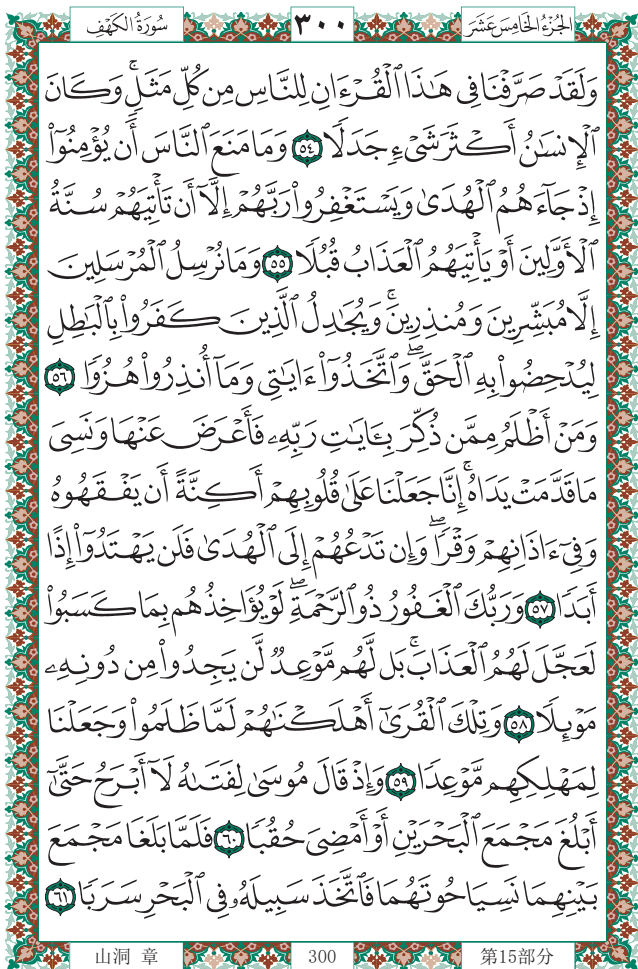 الجُزْءُ الخَامِسَ عَشَرَ ٣٠٠ سُورَةُ الكَهْفِ
وَلَقَدْ صَرَّفْنَا فِى هَـٰذَا ٱلْقُرْءَانِ لِلنَّاسِ مِن كُلِّ مَثَلٍۚ وَكَانَ
ٱلْإِنسَـٰنُ أَكْثَرَ شَىْءٍ جَدَلًا ٥٤ وَمَا مَنَعَ ٱلنَّاسَ أَن يُؤْمِنُوٓا۟
إِذْ جَآءَهُمُ ٱلْهُدَىٰ وَيَسْتَغْفِرُوا۟ رَبَّهُمْ إِلَّآ أَن تَأْتِيَهُمْ سُنَّةُ
ٱلْأَوَّلِينَ أَوْ يَأْتِيَهُمُ ٱلْعَذَابُ قُبُلًا ٥٥ وَمَا نُرْسِلُ ٱلْمُرْسَلِينَ
إِلَّا مُبَشِّرِينَ وَمُنذِرِينَۚ وَيُجَـٰدِلُ ٱلَّذِينَ كَفَرُوا۟ بِٱلْبَـٰطِلِ
لِيُدْحِضُوا۟ بِهِ ٱلْحَقَّۖ وَٱتَّخَذُوٓا۟ ءَايَـٰتِى وَمَآ أُنذِرُوا۟ هُزُوًا ٥٦
وَمَنْ أَظْلَمُ مِمَّن ذُكِّرَ بِـَٔايَـٰتِ رَبِّهِۦ فَأَعْرَضَ عَنْهَا وَنَسِىَ
مَا قَدَّمَتْ يَدَاهُۚ إِنَّا جَعَلْنَا عَلَىٰ قُلُوبِهِمْ أَكِنَّةً أَن يَفْقَهُوهُ
وَفِىٓ ءَاذَانِهِمْ وَقْرًاۖ وَإِن تَدْعُهُمْ إِلَى ٱلْهُدَىٰ فَلَن يَهْتَدُوٓا۟ إِذًا
أَبَدًا ٥٧ وَرَبُّكَ ٱلْغَفُورُ ذُو ٱلرَّحْمَةِۖ لَوْ يُؤَاخِذُهُم بِمَا كَسَبُوا۟
لَعَجَّلَ لَهُمُ ٱلْعَذَابَۚ بَل لَّهُم مَّوْعِدٌ لَّن يَجِدُوا۟ مِن دُونِهِۦ
مَوْئِلًا ٥٨ وَتِلْكَ ٱلْقُرَىٰٓ أَهْلَكْنَـٰهُمْ لَمَّا ظَلَمُوا۟ وَجَعَلْنَا
لِمَهْلِكِهِم مَّوْعِدًا ٥٩ وَإِذْ قَالَ مُوسَىٰ لِفَتَىٰهُ لَآ أَبْرَحُ حَتَّىٰٓ
أَبْلُغَ مَجْمَعَ ٱلْبَحْرَيْنِ أَوْ أَمْضِىَ حُقُبًا ٦٠ فَلَمَّا بَلَغَا مَجْمَعَ
بَيْنِهِمَا نَسِيَا حُوتَهُمَا فَٱتَّخَذَ سَبِيلَهُۥ فِى ٱلْبَحْرِ سَرَبًا ٦١
山洞 章 300 第15部分